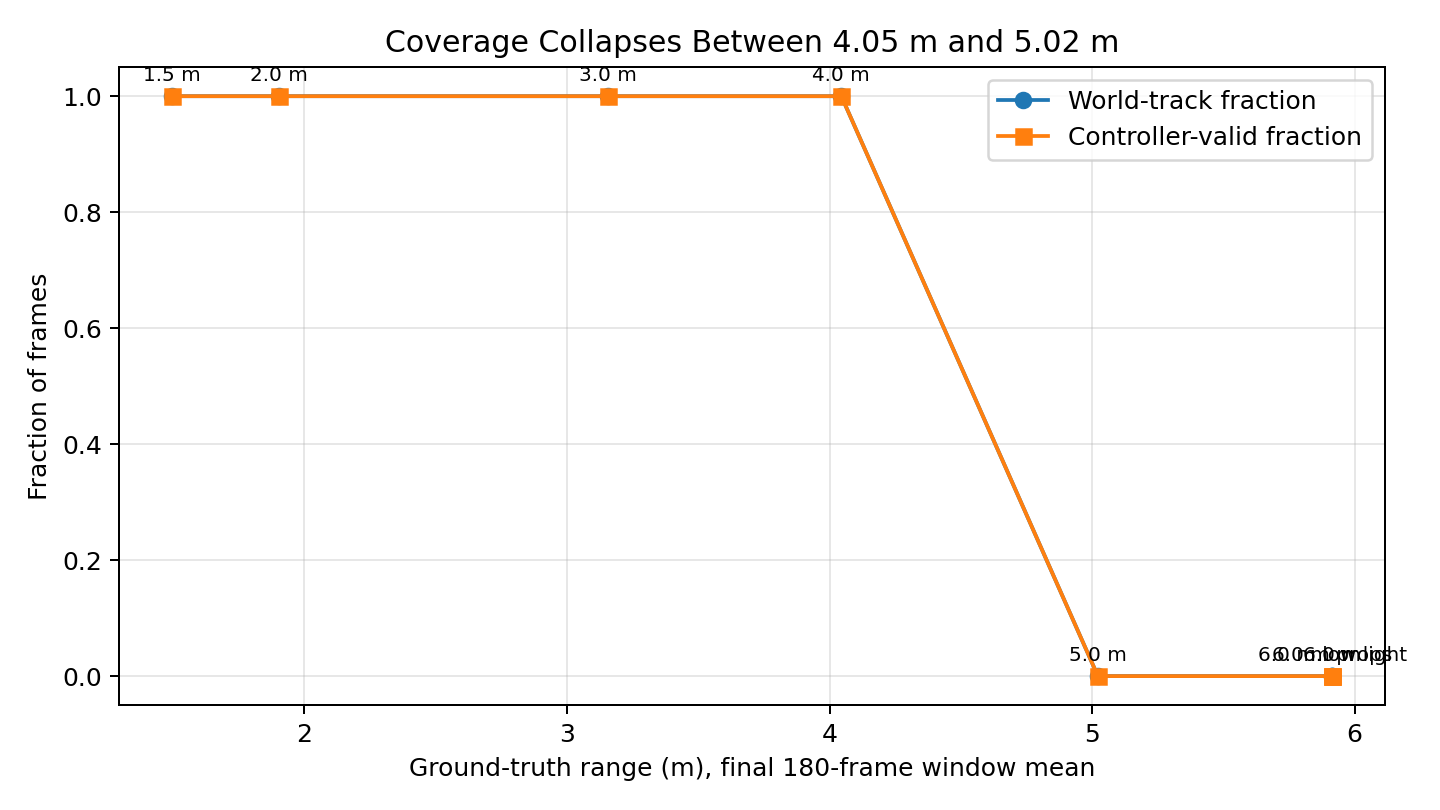 Coverage Collapses Between 4.05 m and 5.02 m
1.5 m
2.0 m
3.0 m
4.0 m
World-track fraction
Controller-valid fraction
1.0
0.8
0.6
0.4
0.2
0.0
Fraction of frames
5.0 m
2
3
4
5
6
Ground-truth range (m), final 180-frame window mean